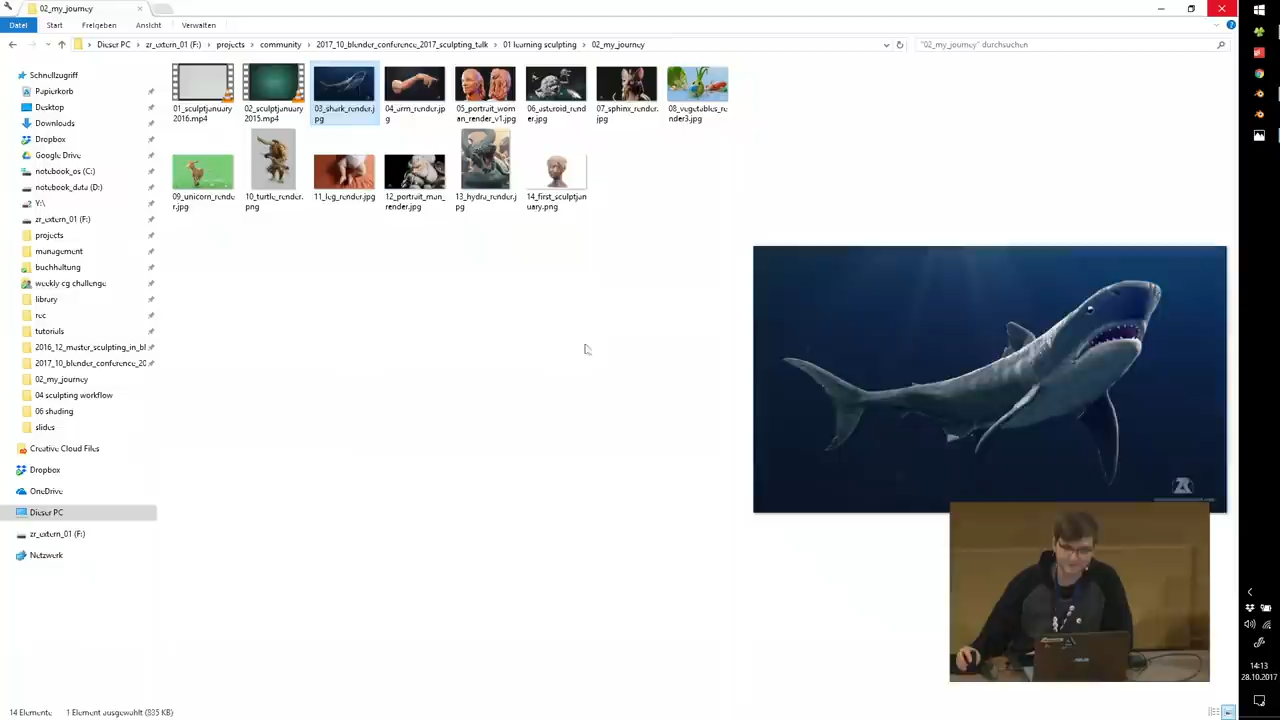 02_my_journey
Datei
Start
Freigeben
Ansicht
Verwalten
Dieser PC
zr_extern_01 (F:)
projects
community
2017_10_blender_conference_2017_sculpting_talk
01 learning sculpting
02_my_journey
"02_my_journey" durchsuchen
Schnellzugriff
Papierkorb
Desktop
Downloads
Dropbox
Google Drive
notebook_os (C:)
notebook_data (D:)
Y:\
zr_extern_01 (F:)
projects
management
buchhaltung
weekly cg challenge
library
rec
tutorials
2016_12_master_sculpting_in_bl
2017_10_blender_conference_20
02_my_journey
04 sculpting workflow
06 shading
slides
Creative Cloud Files
Dropbox
OneDrive
Dieser PC
zr_extern_01 (F:)
Netzwerk
01_sculptjanuary
2016.mp4
02_sculptjanuary
2015.mp4
03_shark_render.j
pg
04_arm_render.jp
g
05_portrait_wom
an_render_v1.jpg
06_asteroid_rend
er.jpg
07_sphinx_render.
jpg
08_vegetables_re
nder3.jpg
09_unicorn_rende
r.jpg
10_turtle_render.
png
11_leg_render.jpg
12_portrait_man_
render.jpg
13_hydra_render.j
pg
14_first_sculptjan
uary.png
14 Elemente
1 Element ausgewählt (835 KB)
14:13
28.10.2017